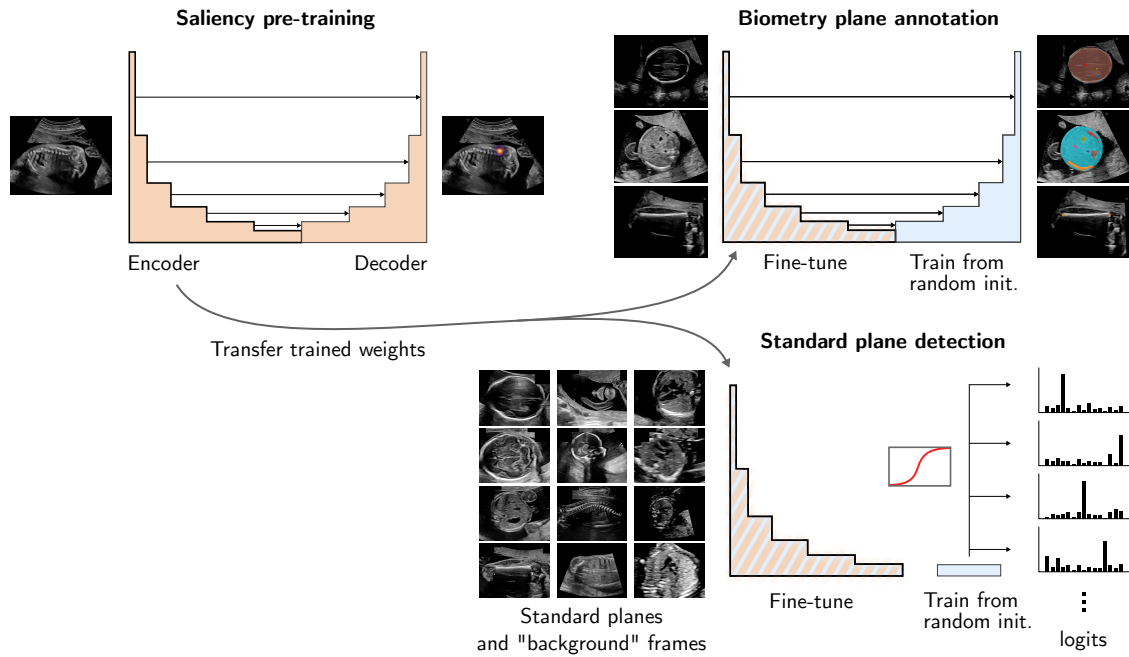 Saliency pre-training
Encoder
Decoder
Transfer trained weights
Biometry plane annotation
Fine-tune
Train from
random init.
Standard plane detection
Standard planes
and "background" frames
Fine-tune
Train from
random init.
logits